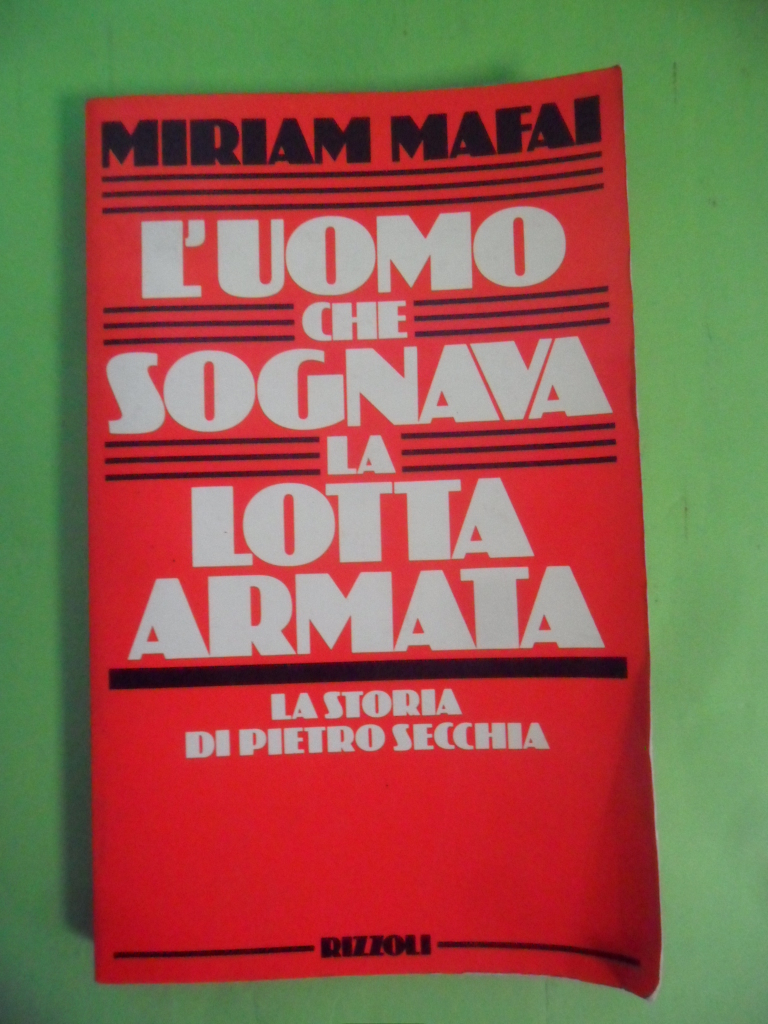 MIRIAM MAFAI
L'UOMO
CHE
SOGNAVA
LA
LOTTA
ARMATA
LA STORIA
DI PIETRO SECCHIA
RIZZOLI